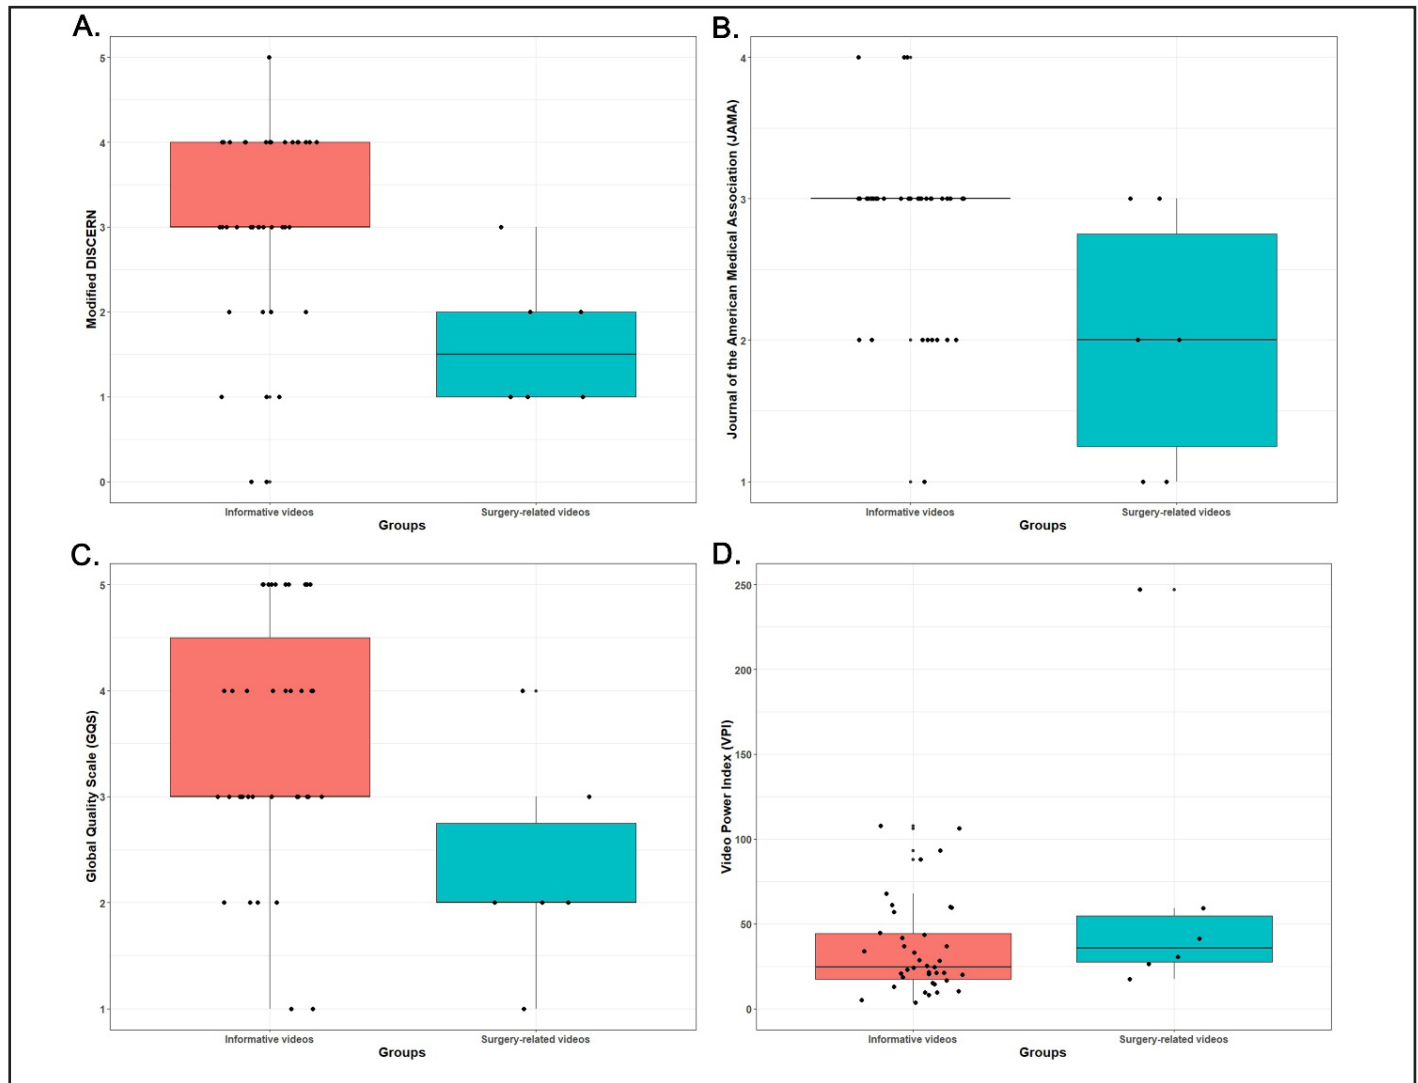 A.
Modified DISCERN
5
4
3
2
1
0
Informative videos Surgery-related videos
Groups
B.
Journal of the American Medical Association (JAMA)
4
3
2
1
Informative videos Surgery-related videos
Groups
C.
Global Quality Scale (GQS)
5
4
3
2
1
Informative videos Surgery-related videos
Groups
D.
Video Power Index (VPI)
250
200
150
100
50
0
Informative videos Surgery-related videos
Groups